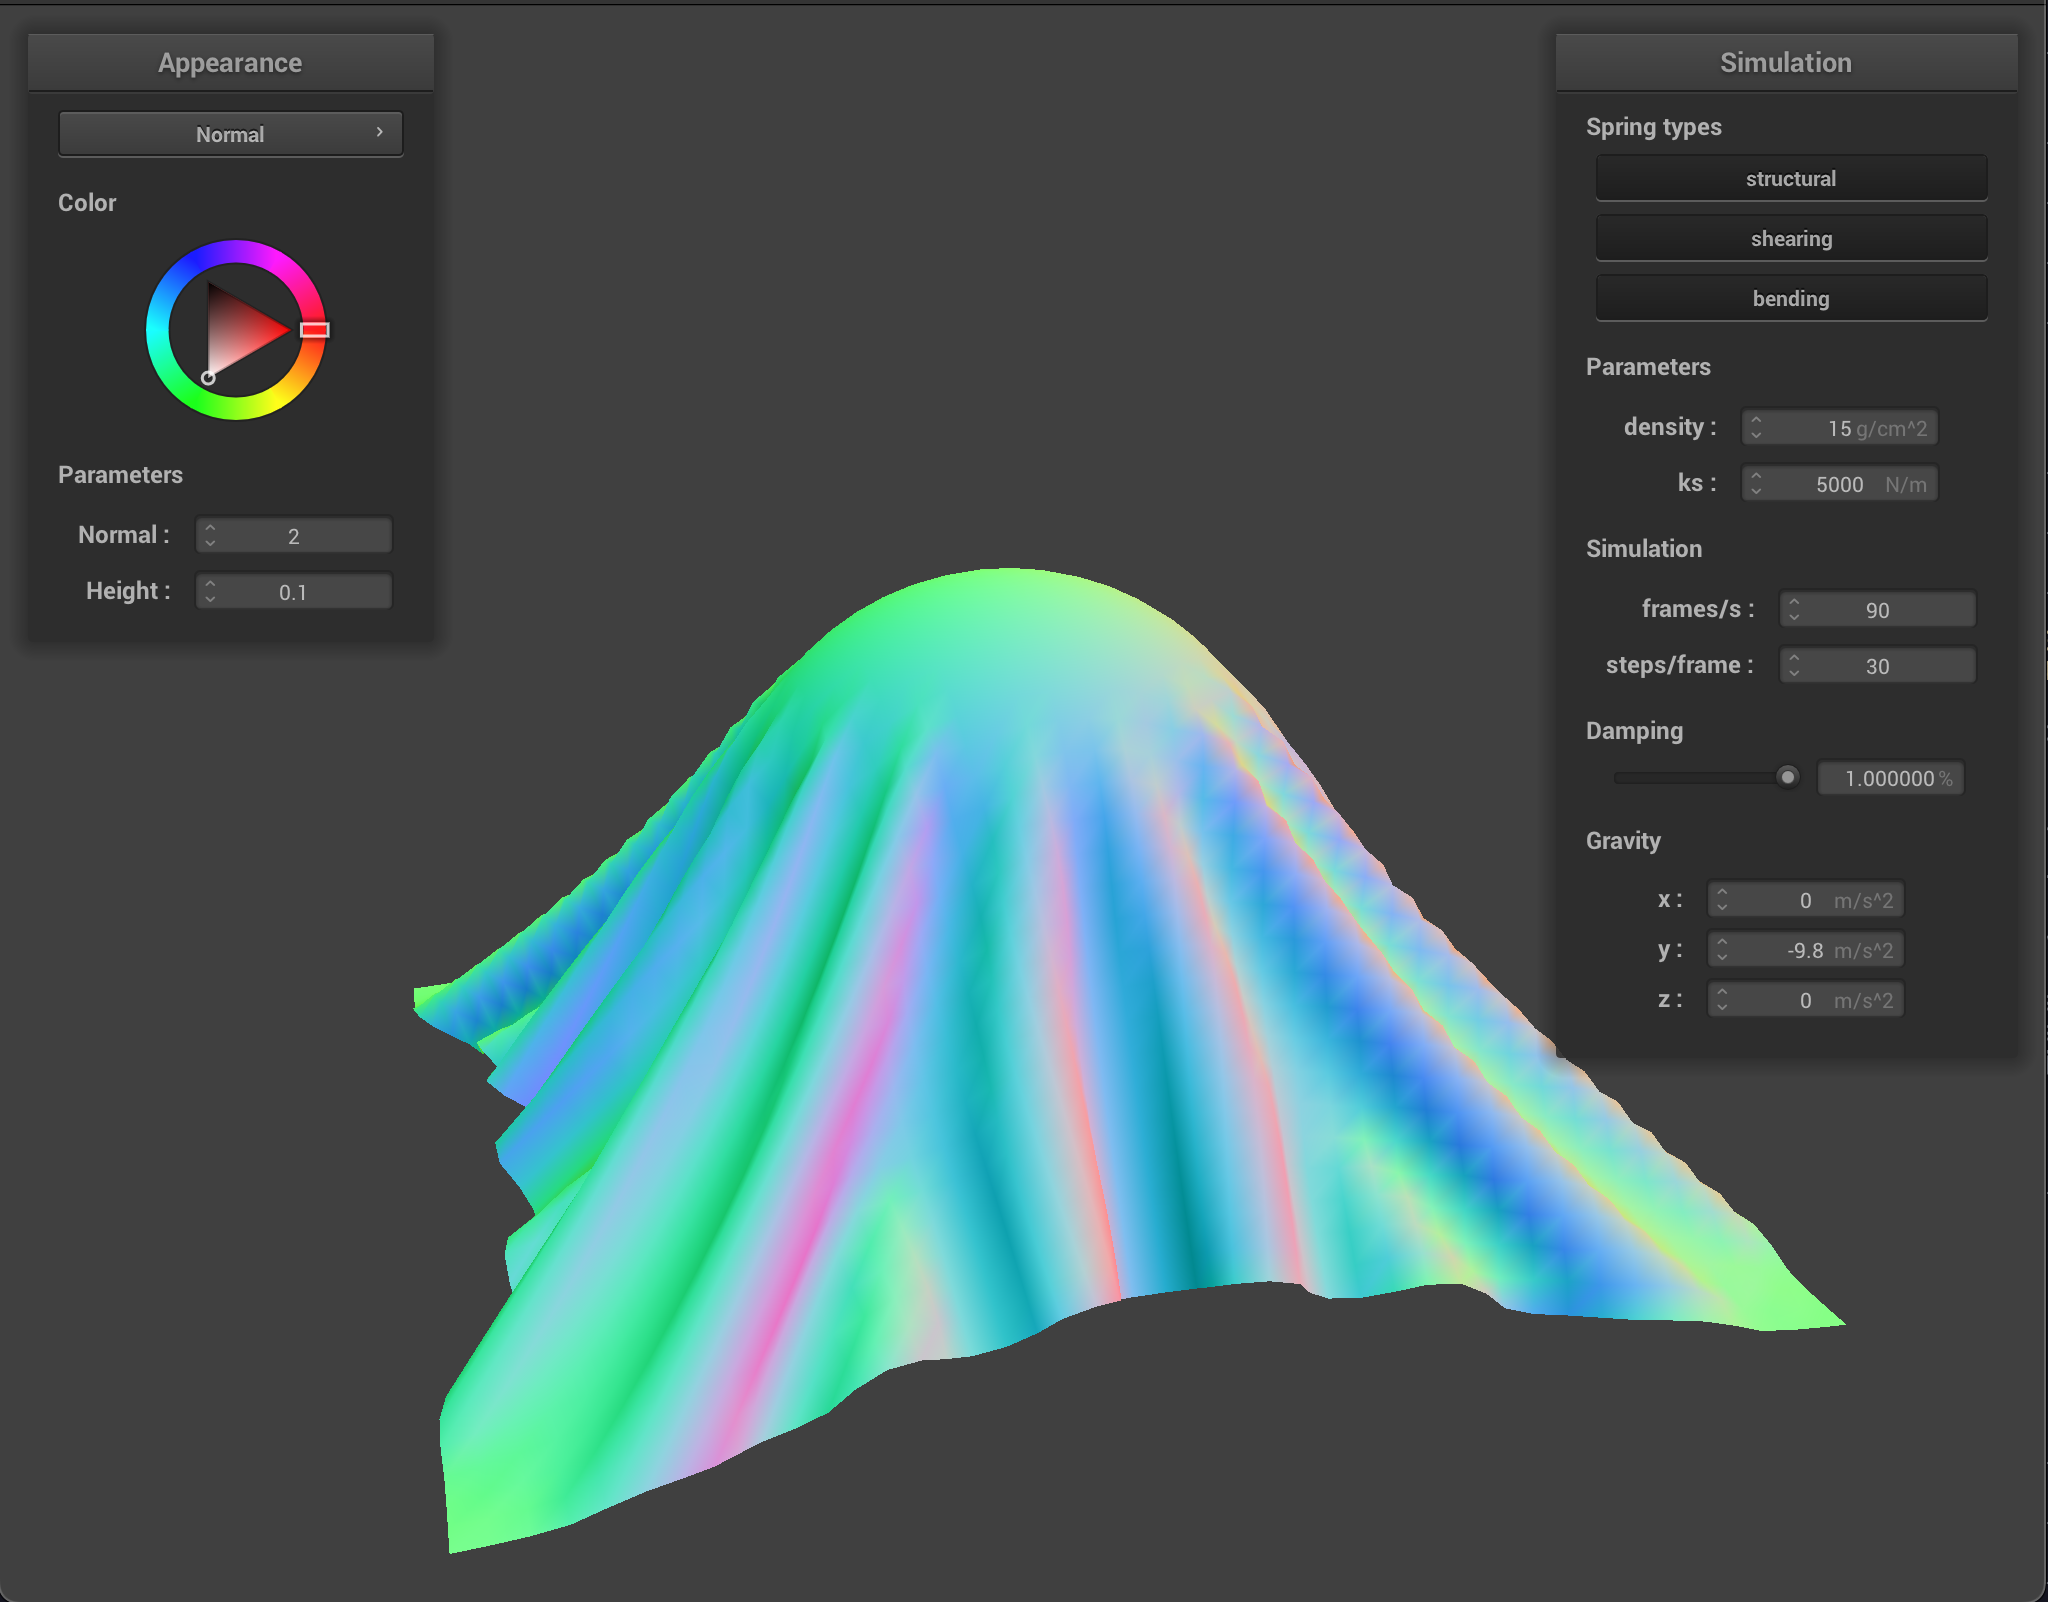 Appearance
Normal
Color
Parameters
Normal : 2
Height : 0.1
Simulation
Spring types
structural
shearing
bending
Parameters
density : 15 g/cm^2
ks : 5000 N/m
Simulation
frames/s : 90
steps/frame : 30
Damping
1.000000 %
Gravity
x : 0 m/s^2
y : -9.8 m/s^2
z : 0 m/s^2